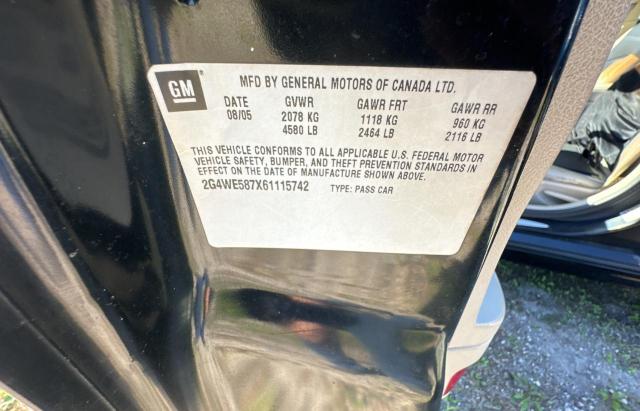 GM
MFD BY GENERAL MOTORS OF CANADA LTD.
DATE GVWR GAWR FRT GAWR RR
08/05 2078 KG 1118 KG 960 KG
4580 LB 2464 LB 2116 LB
THIS VEHICLE CONFORMS TO ALL APPLICABLE U.S. FEDERAL MOTOR
VEHICLE SAFETY, BUMPER, AND THEFT PREVENTION STANDARDS IN
EFFECT ON THE DATE OF MANUFACTURE SHOWN ABOVE.
2G4WE587X61115742 TYPE: PASS CAR